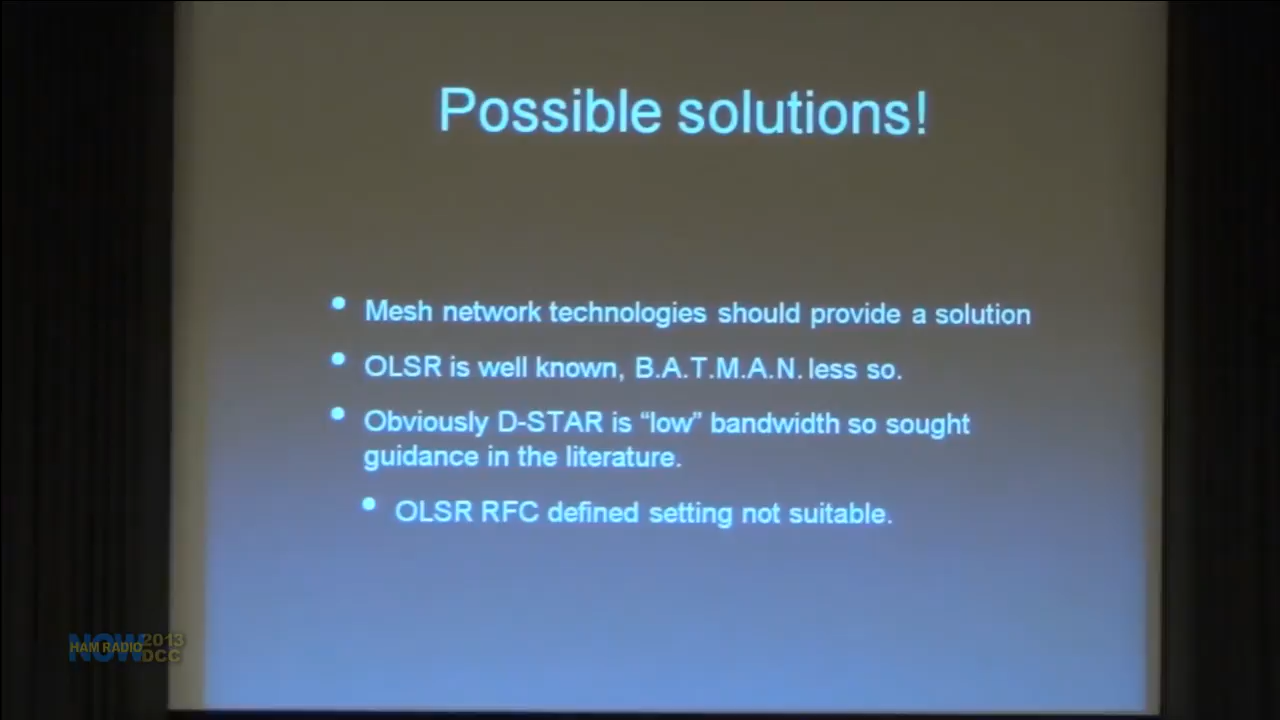 Possible solutions!
• Mesh network technologies should provide a solution
• OLSR is well known, B.A.T.M.A.N. less so.
• Obviously D-STAR is “low” bandwidth so sought
guidance in the literature.
• OLSR RFC defined setting not suitable.
HAM RADIO NOW 2013 DCC